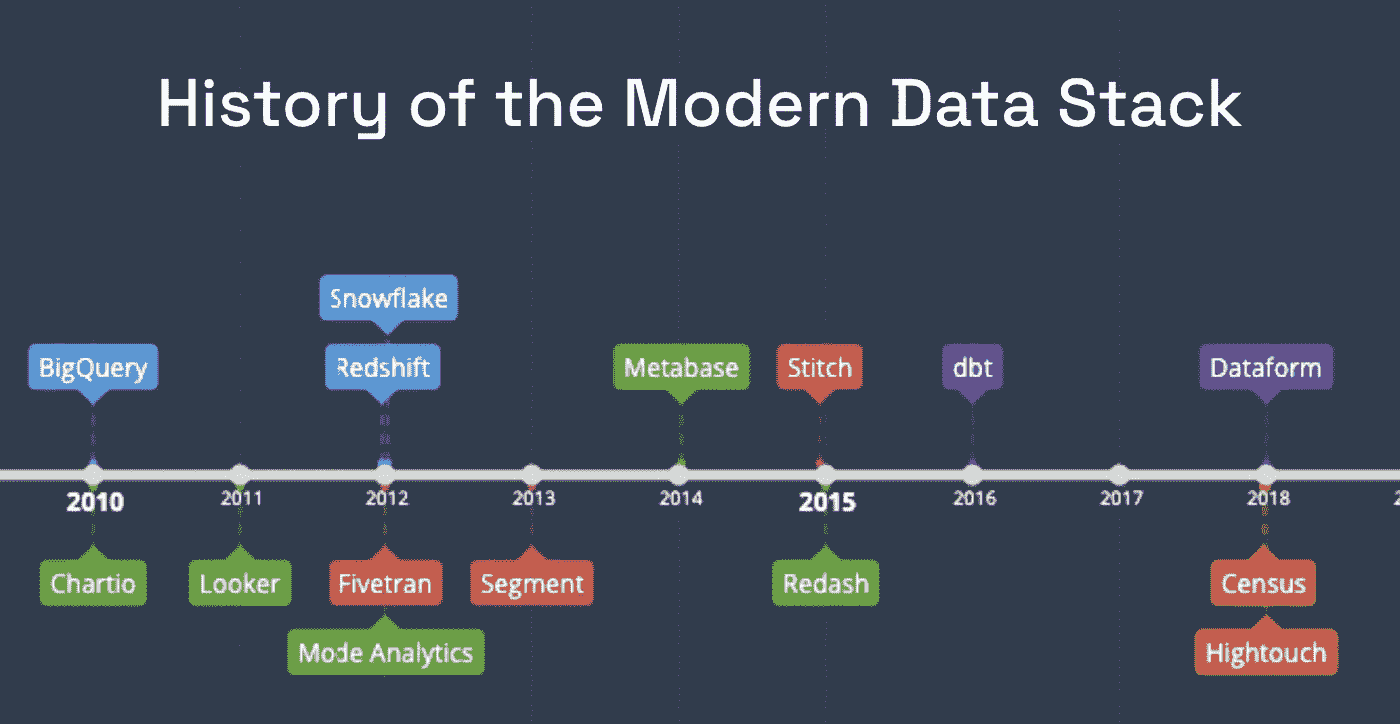 History of the Modern Data Stack
Snowflake
BigQuery
Redshift
Metabase
Stitch
dbt
Dataform
2010
2011
2012
2013
2014
2015
2016
2017
2018
Chartio
Looker
Fivetran
Segment
Redash
Census
Mode Analytics
Hightouch